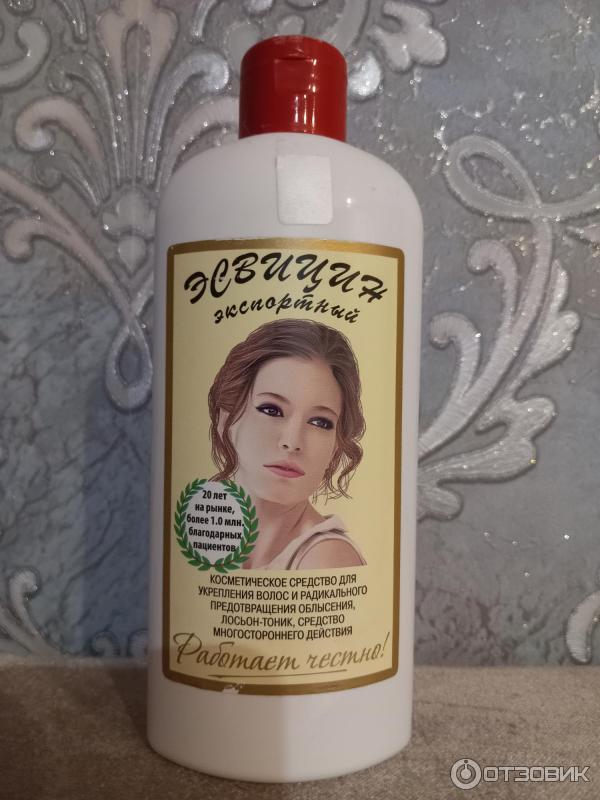 ЭСВИЦИН
экспортный
20 лет
на рынке,
более 1.0 млн.
благодарных
пациентов
КОСМЕТИЧЕСКОЕ СРЕДСТВО ДЛЯ
УКРЕПЛЕНИЯ ВОЛОС И РАДИКАЛЬНОГО
ПРЕДОТВРАЩЕНИЯ ОБЛЫСЕНИЯ,
ЛОСЬОН-ТОНИК, СРЕДСТВО
МНОГОСТОРОННЕГО ДЕЙСТВИЯ
Работает честно!
ОТЗОВИК